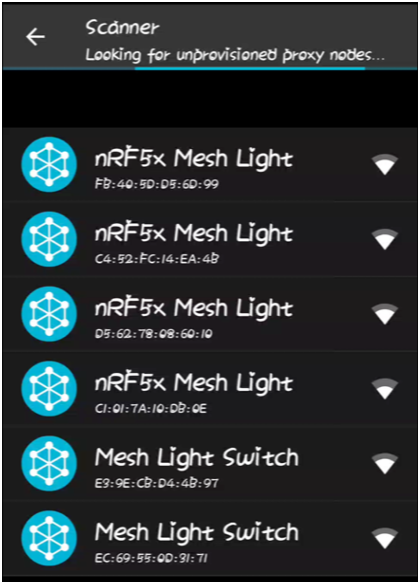 Scanner
Looking for unprovisioned proxy nodes...
nRF5x Mesh Light
FB:40:5D:D5:6D:99
nRF5x Mesh Light
C4:52:FC:14:EA:4B
nRF5x Mesh Light
D5:62:78:08:60:10
nRF5x Mesh Light
C1:01:7A:10:DB:0E
Mesh Light Switch
E3:9E:CB:D4:4B:97
Mesh Light Switch
EC:69:55:0D:31:71